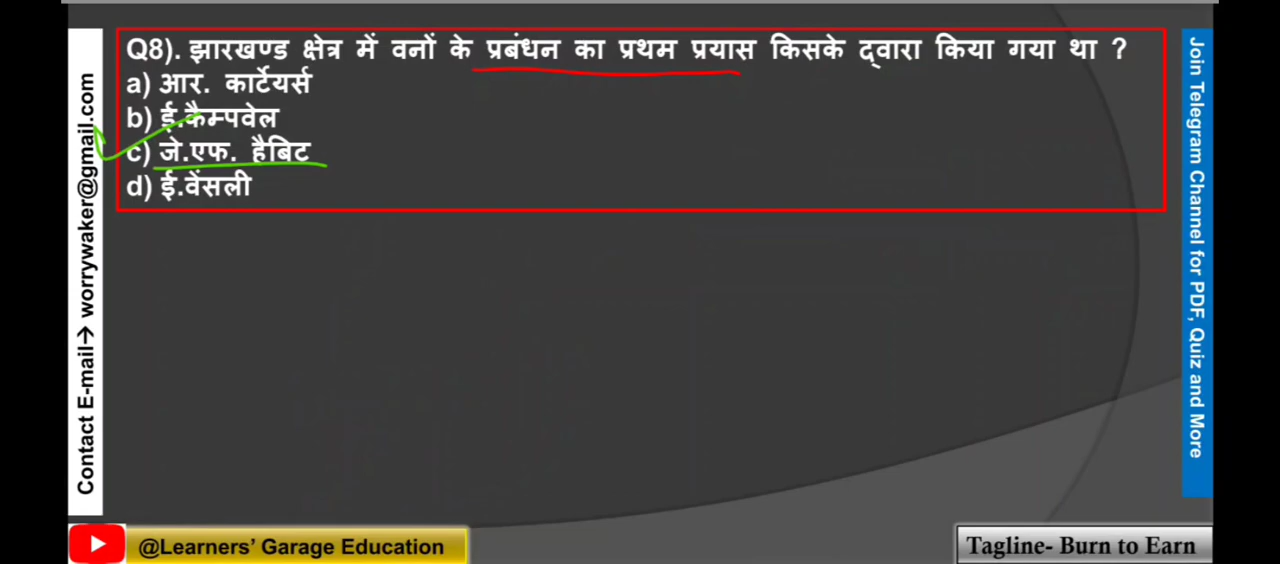 Q8). झारखण्ड क्षेत्र में वनों के प्रबंधन का प्रथम प्रयास किसके द्वारा किया गया था ?
a) आर. कार्टेयर्स
b) ई.कैम्पवेल
c) जे.एफ. हैबिट
d) ई.वेंसली
Contact E-mail→ worrywaker@gmail.com
Join Telegram Channel for PDF, Quiz and More
@Learners’ Garage Education
Tagline- Burn to Earn